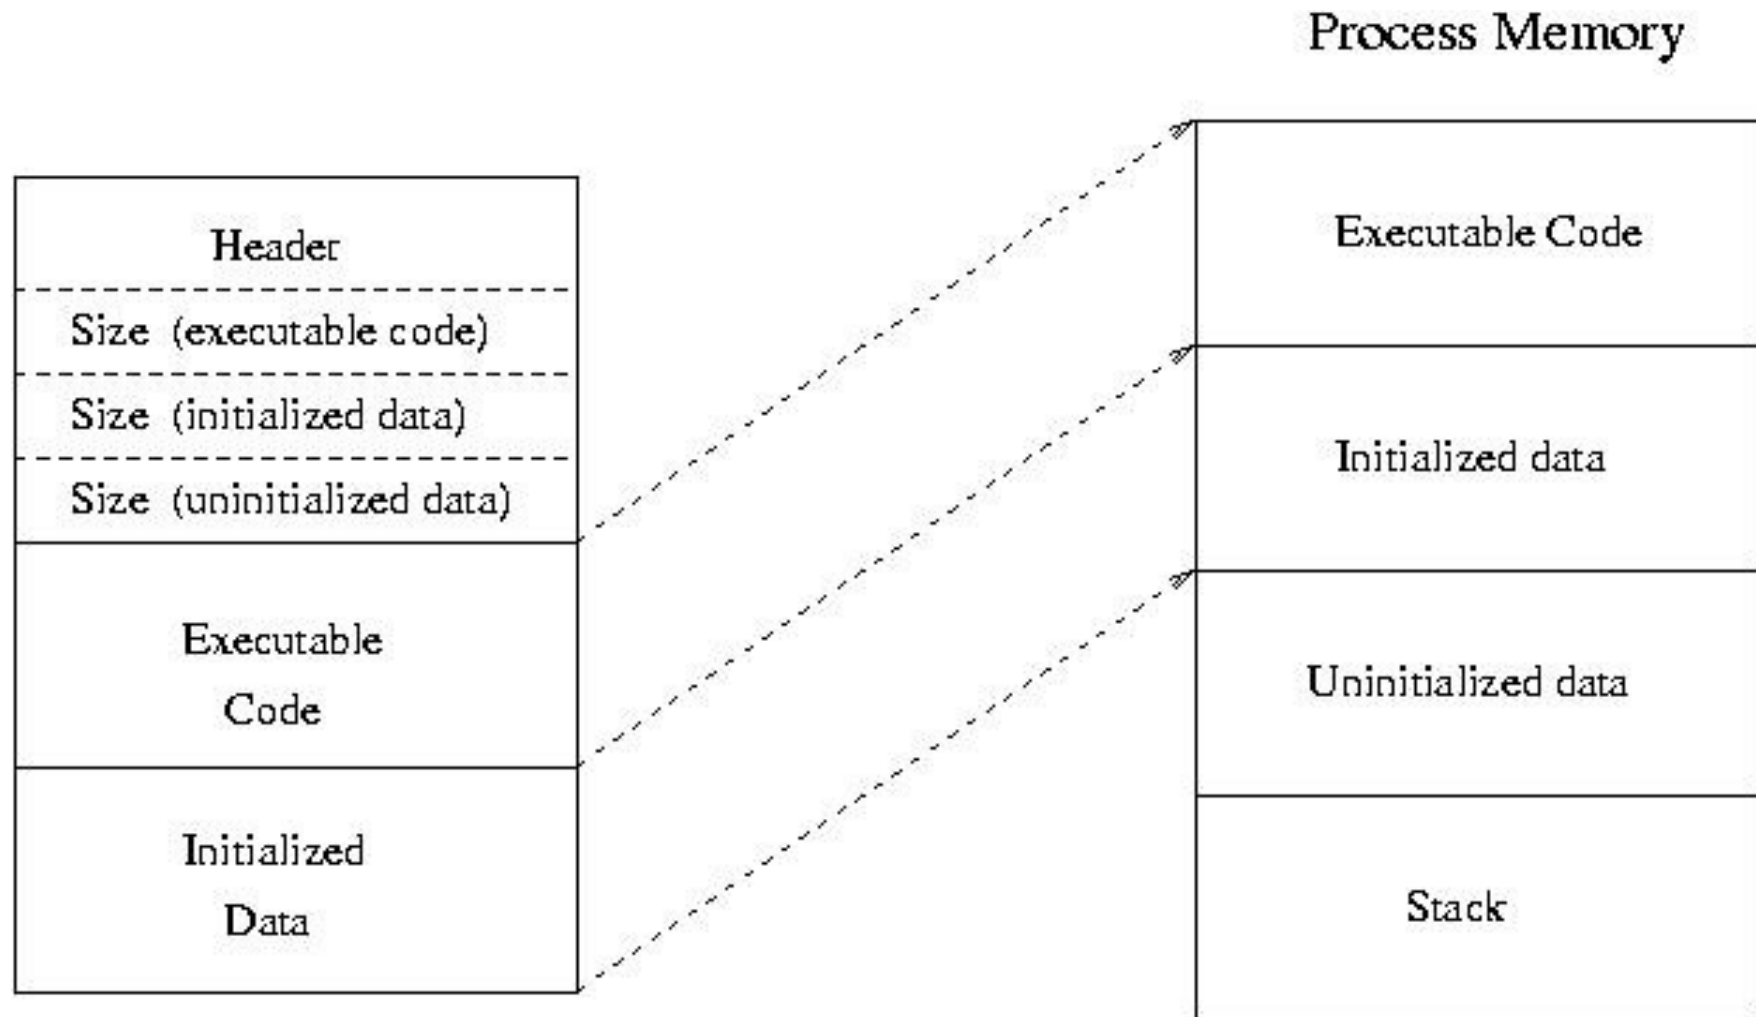 Process Memory
Header
Size (executable code)
Size (initialized data)
Size (uninitialized data)
Executable
Code
Initialized
Data
Executable Code
Initialized data
Uninitialized data
Stack